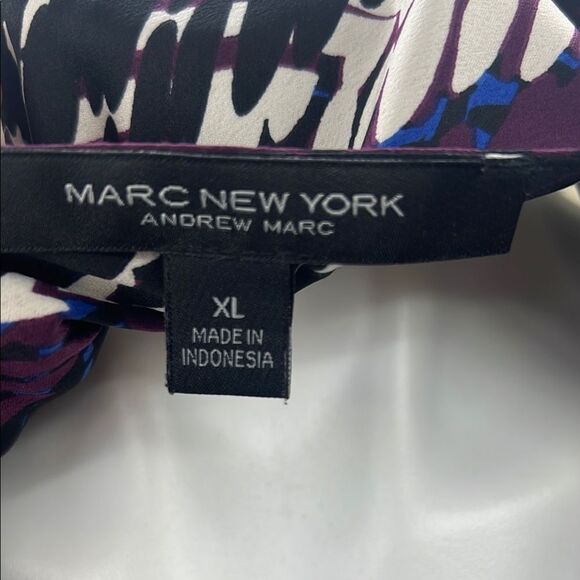 MARC NEW YORK
ANDREW MARC
XL
MADE IN
INDONESIA